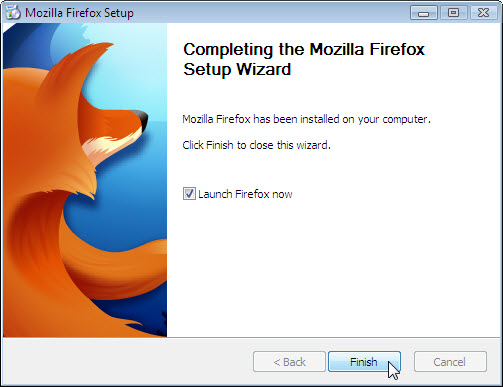 Mozilla Firefox Setup
Completing the Mozilla Firefox
Setup Wizard
Mozilla Firefox has been installed on your computer.
Click Finish to close this wizard.
Launch Firefox now
< Back
Finish
Cancel